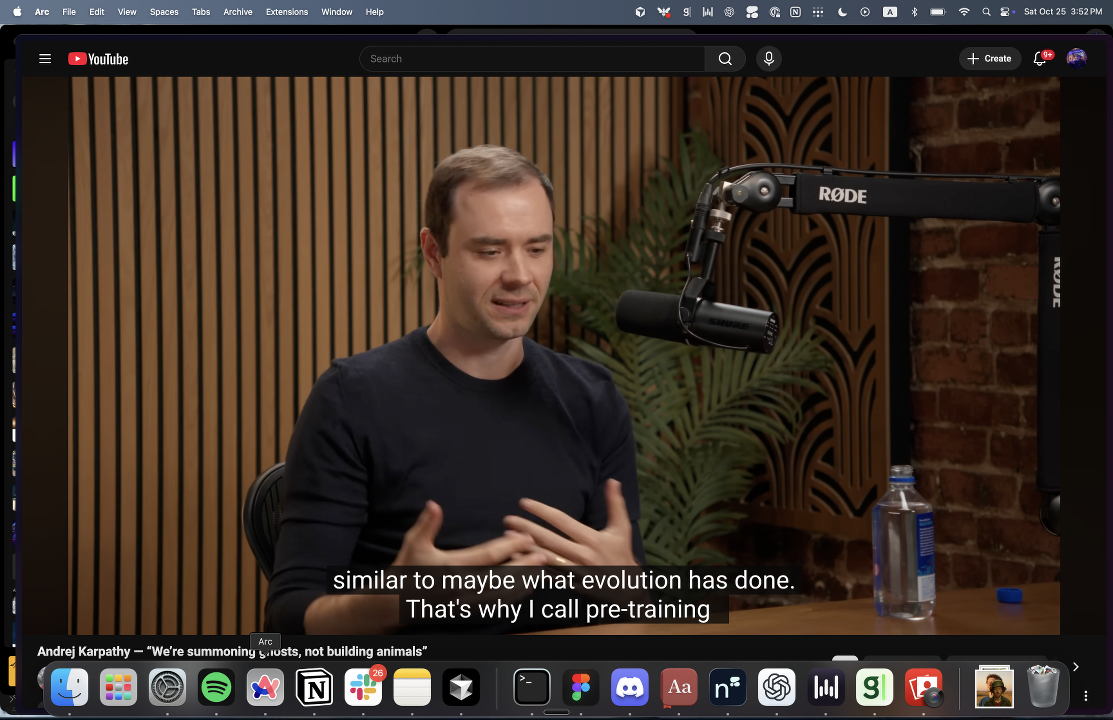 Arc File Edit View Spaces Tabs Archive Extensions Window Help Sat Oct 25 3:52 PM
YouTube Search Create 9+
RØDE
RØDE
SHURE
similar to maybe what evolution has done.
That's why I call pre-training
Arc
Andrej Karpathy — “We’re summoning ghosts, not building animals”
26
Aa